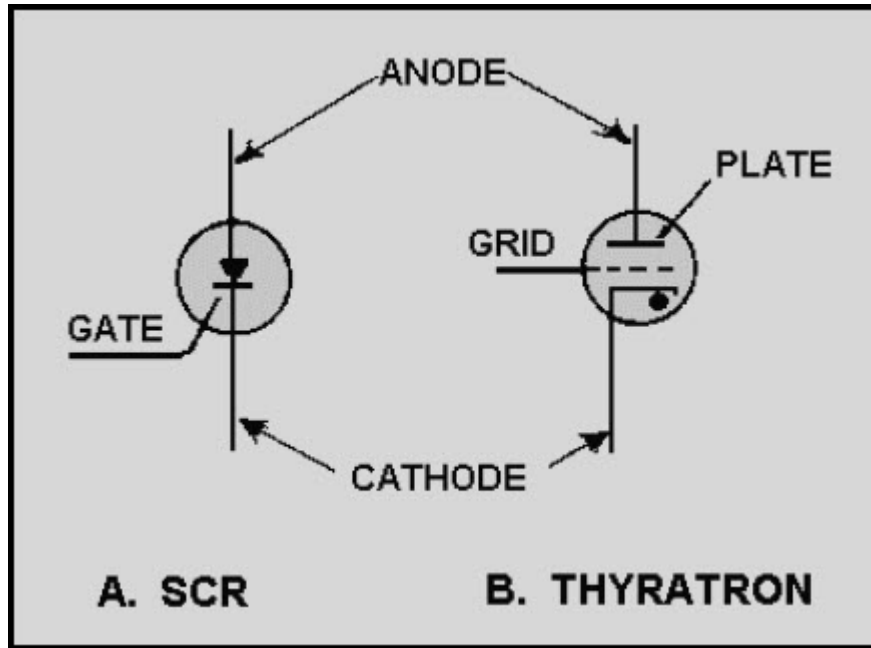 ANODE
PLATE
GRID
GATE
CATHODE
A. SCR
B. THYRATRON